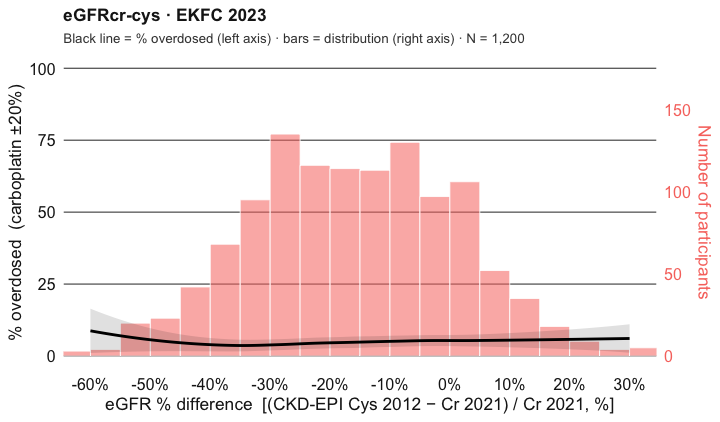 eGFRcr-cys · EKFC 2023
Black line = % overdosed (left axis) · bars = distribution (right axis) · N = 1,200
% overdosed  (carboplatin ±20%)
100
75
50
25
0
150
100
50
0
Number of participants
-60% -50% -40% -30% -20% -10% 0% 10% 20% 30%
eGFR % difference  [(CKD-EPI Cys 2012 − Cr 2021) / Cr 2021, %]